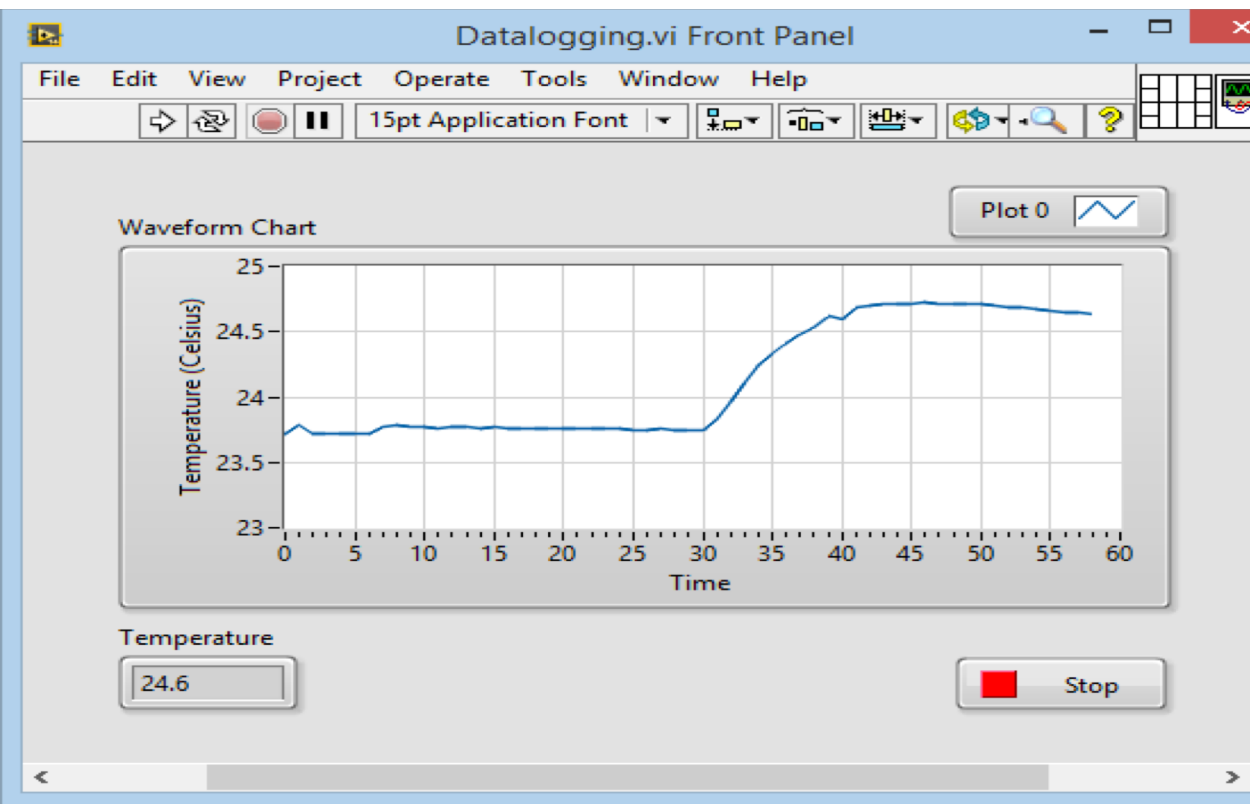 Datalogging.vi Front Panel
File Edit View Project Operate Tools Window Help
15pt Application Font
Plot 0
Waveform Chart
Temperature (Celsius)
25
24.5
24
23.5
23
0 5 10 15 20 25 30 35 40 45 50 55 60
Time
Temperature
24.6
Stop